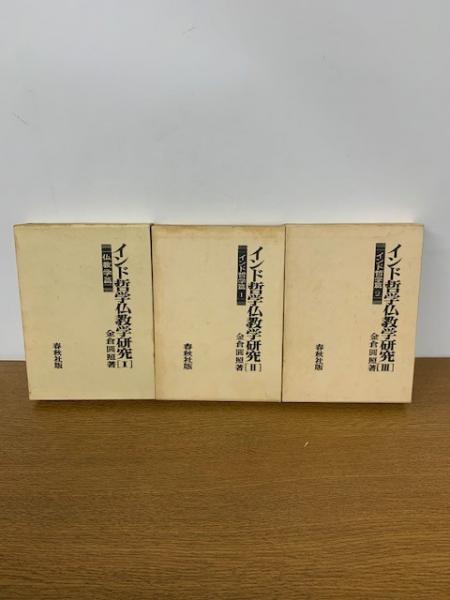 インド哲学仏教学研究[Ⅰ]
仏教学篇
金倉圓照著
春秋社版
インド哲学仏教学研究[Ⅱ]
インド哲学篇1
金倉圓照著
春秋社版
インド哲学仏教学研究[Ⅲ]
インド哲学篇2
金倉圓照著
春秋社版